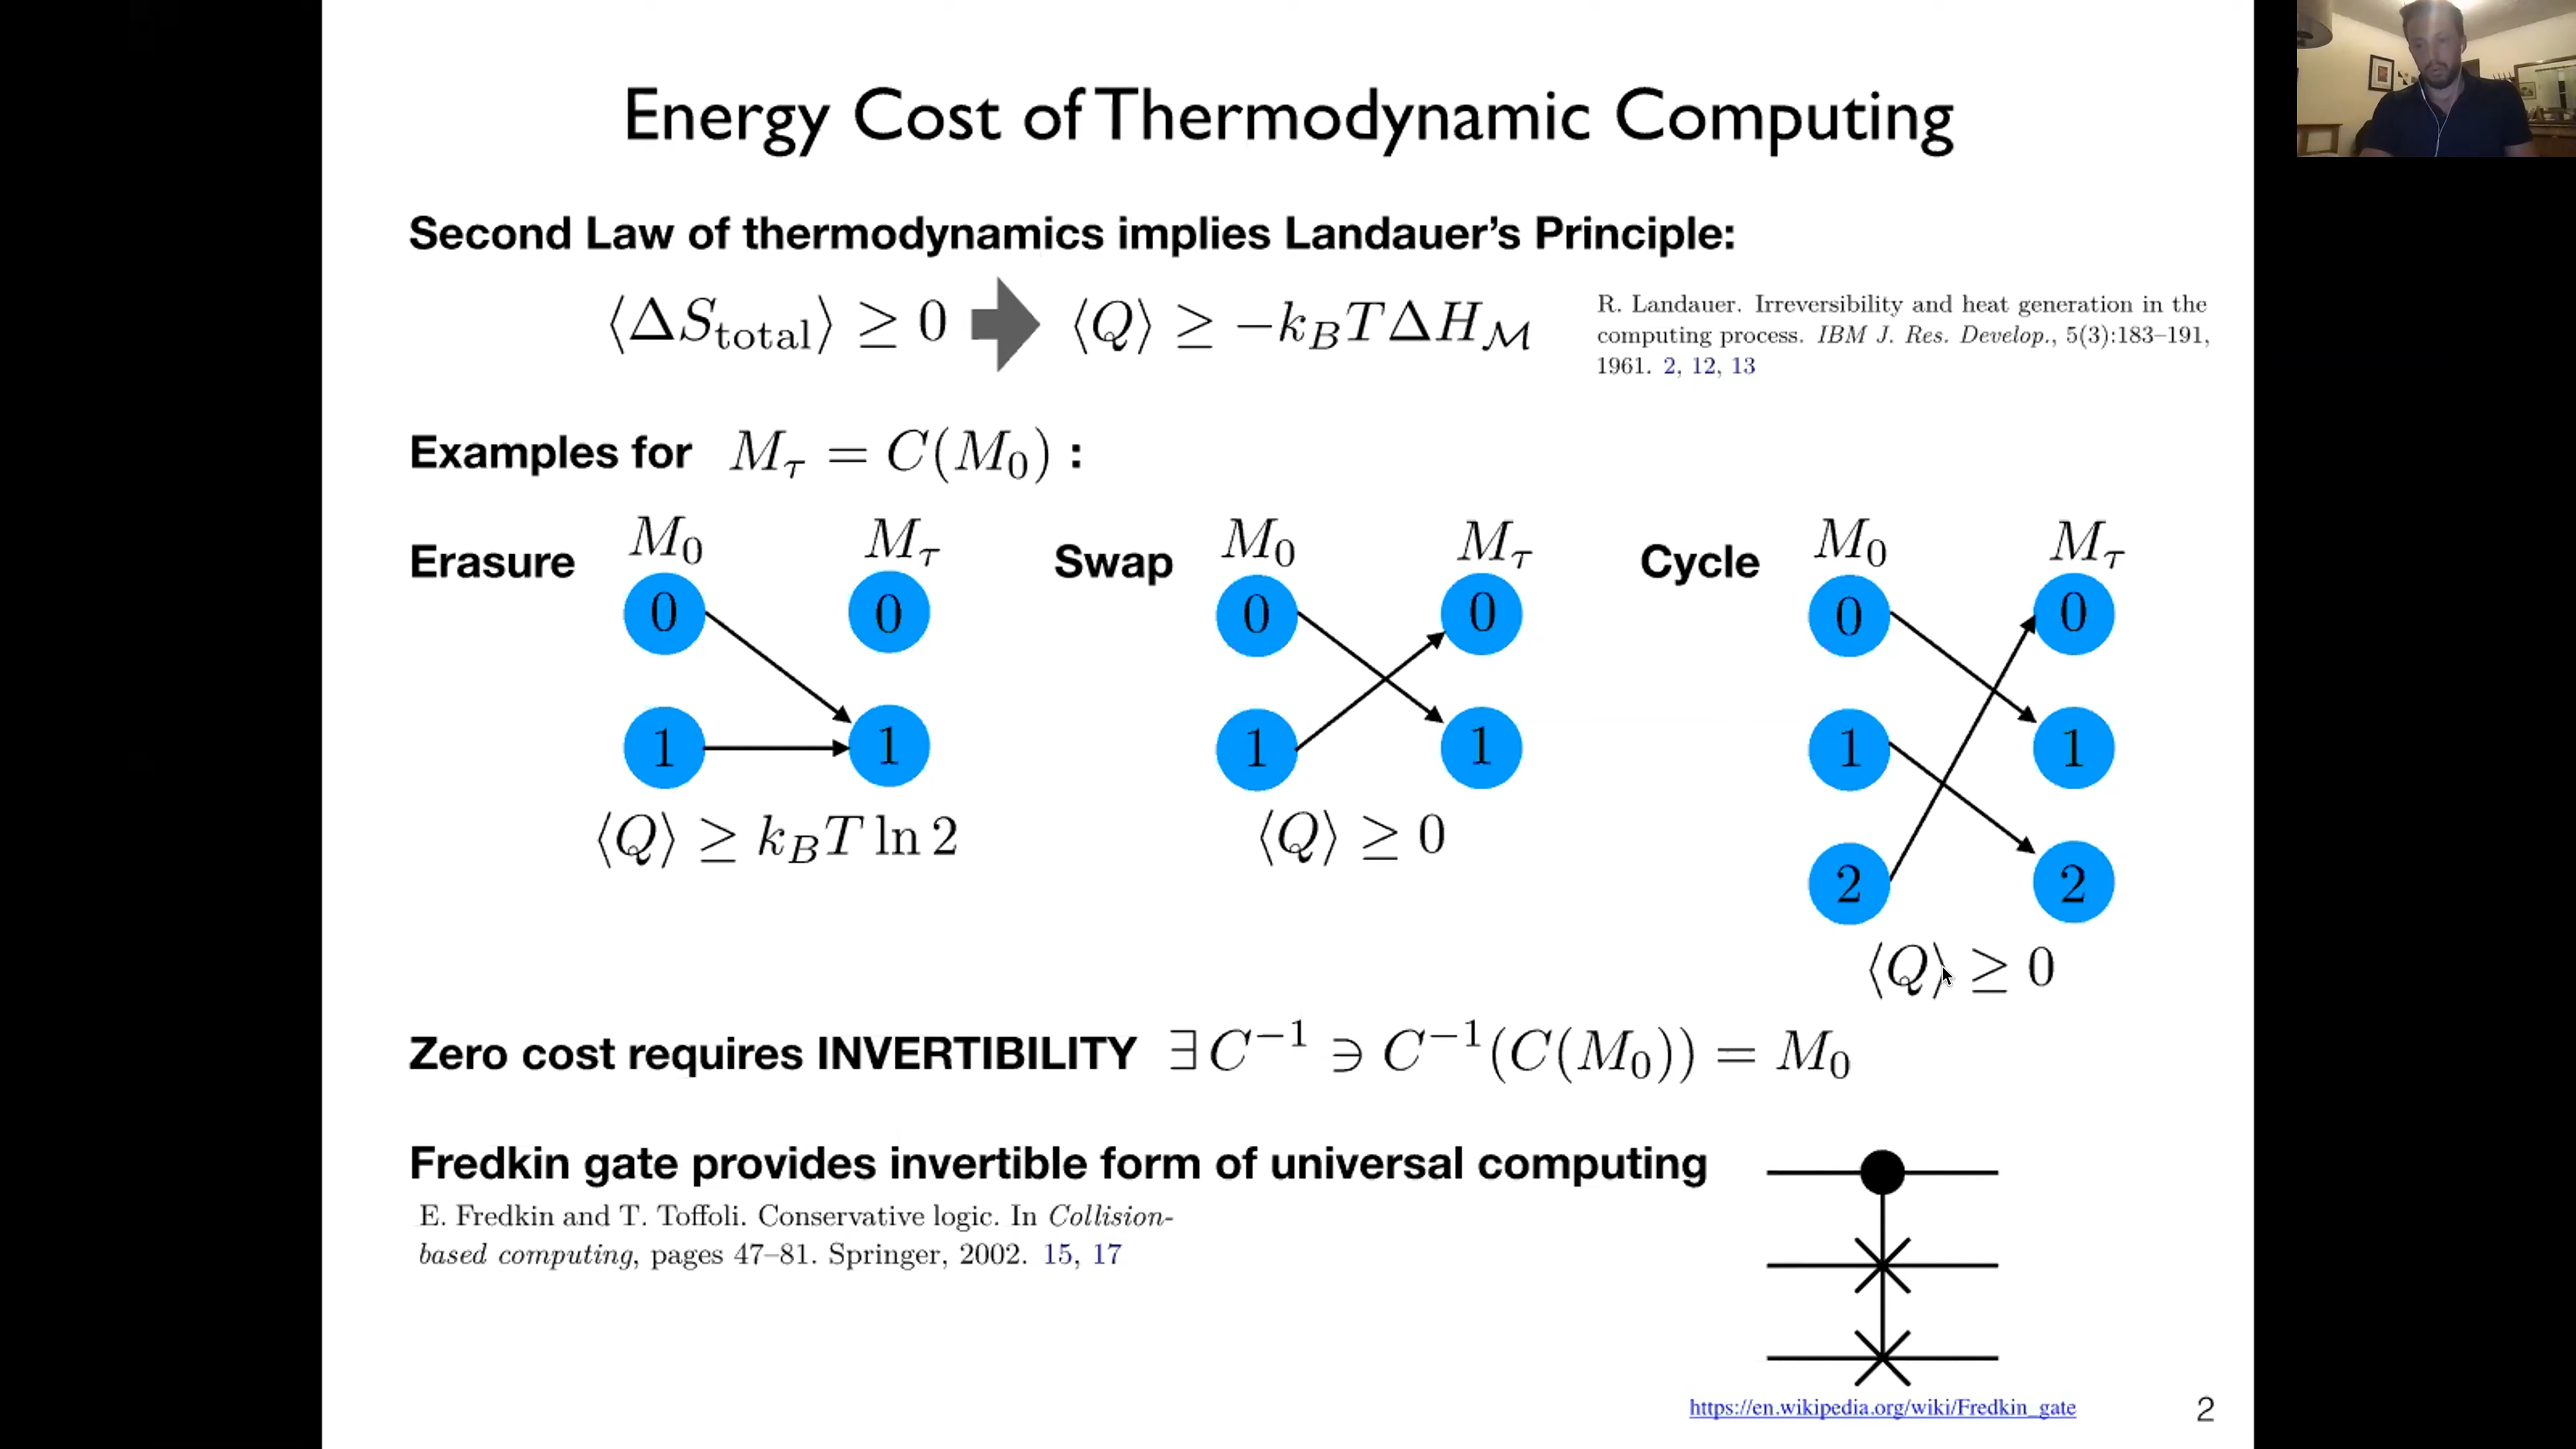 Energy Cost of Thermodynamic Computing
Second Law of thermodynamics implies Landauer's Principle:
⟨ΔS_total⟩ ≥ 0 ⟨Q⟩ ≥ −k_B T ΔH_ℳ
R. Landauer. Irreversibility and heat generation in the
computing process. IBM J. Res. Develop., 5(3):183–191,
1961. 2, 12, 13
Examples for M_τ = C(M_0) :
Erasure M_0 M_τ
0 0
1 1
⟨Q⟩ ≥ k_B T ln 2
Swap M_0 M_τ
0 0
1 1
⟨Q⟩ ≥ 0
Cycle M_0 M_τ
0 0
1 1
2 2
⟨Q⟩ ≥ 0
Zero cost requires INVERTIBILITY ∃ C^{−1} ∋ C^{−1}(C(M_0)) = M_0
Fredkin gate provides invertible form of universal computing
E. Fredkin and T. Toffoli. Conservative logic. In Collision-
based computing, pages 47–81. Springer, 2002. 15, 17
https://en.wikipedia.org/wiki/Fredkin_gate
2